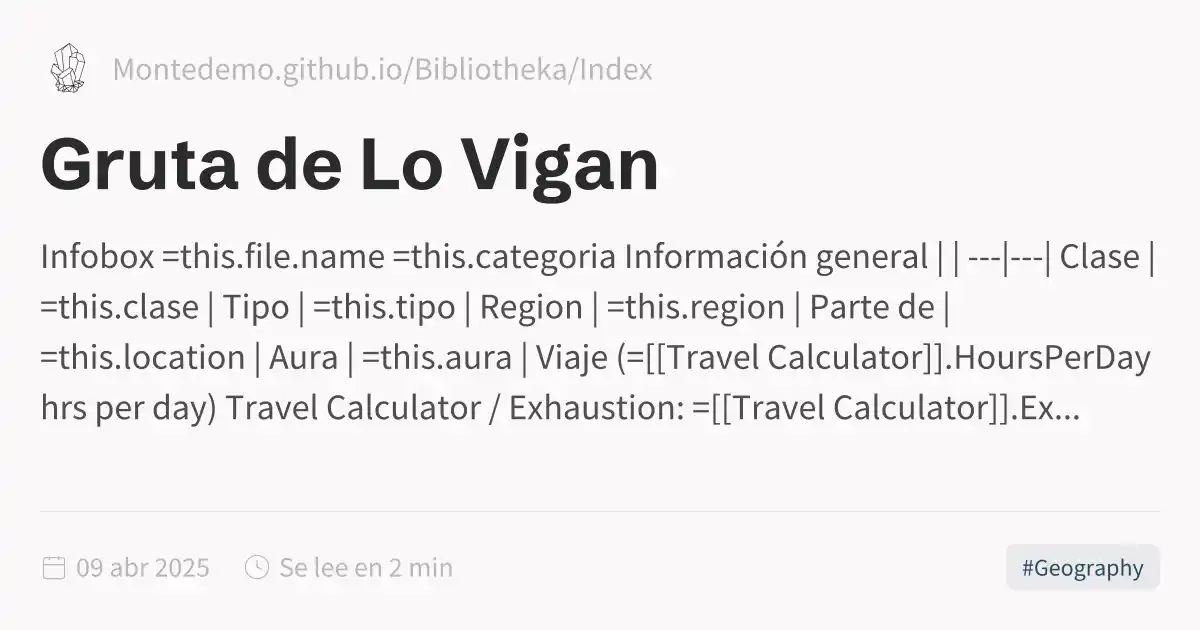 Montedemo.github.io/Bibliotheka/Index
Gruta de Lo Vigan
Infobox =this.file.name =this.categoria Información general | | ---|---| Clase |
=this.clase | Tipo | =this.tipo | Region | =this.region | Parte de |
=this.location | Aura | =this.aura | Viaje (=[[Travel Calculator]].HoursPerDay
hrs per day) Travel Calculator / Exhaustion: =[[Travel Calculator]].Ex...
09 abr 2025 Se lee en 2 min #Geography